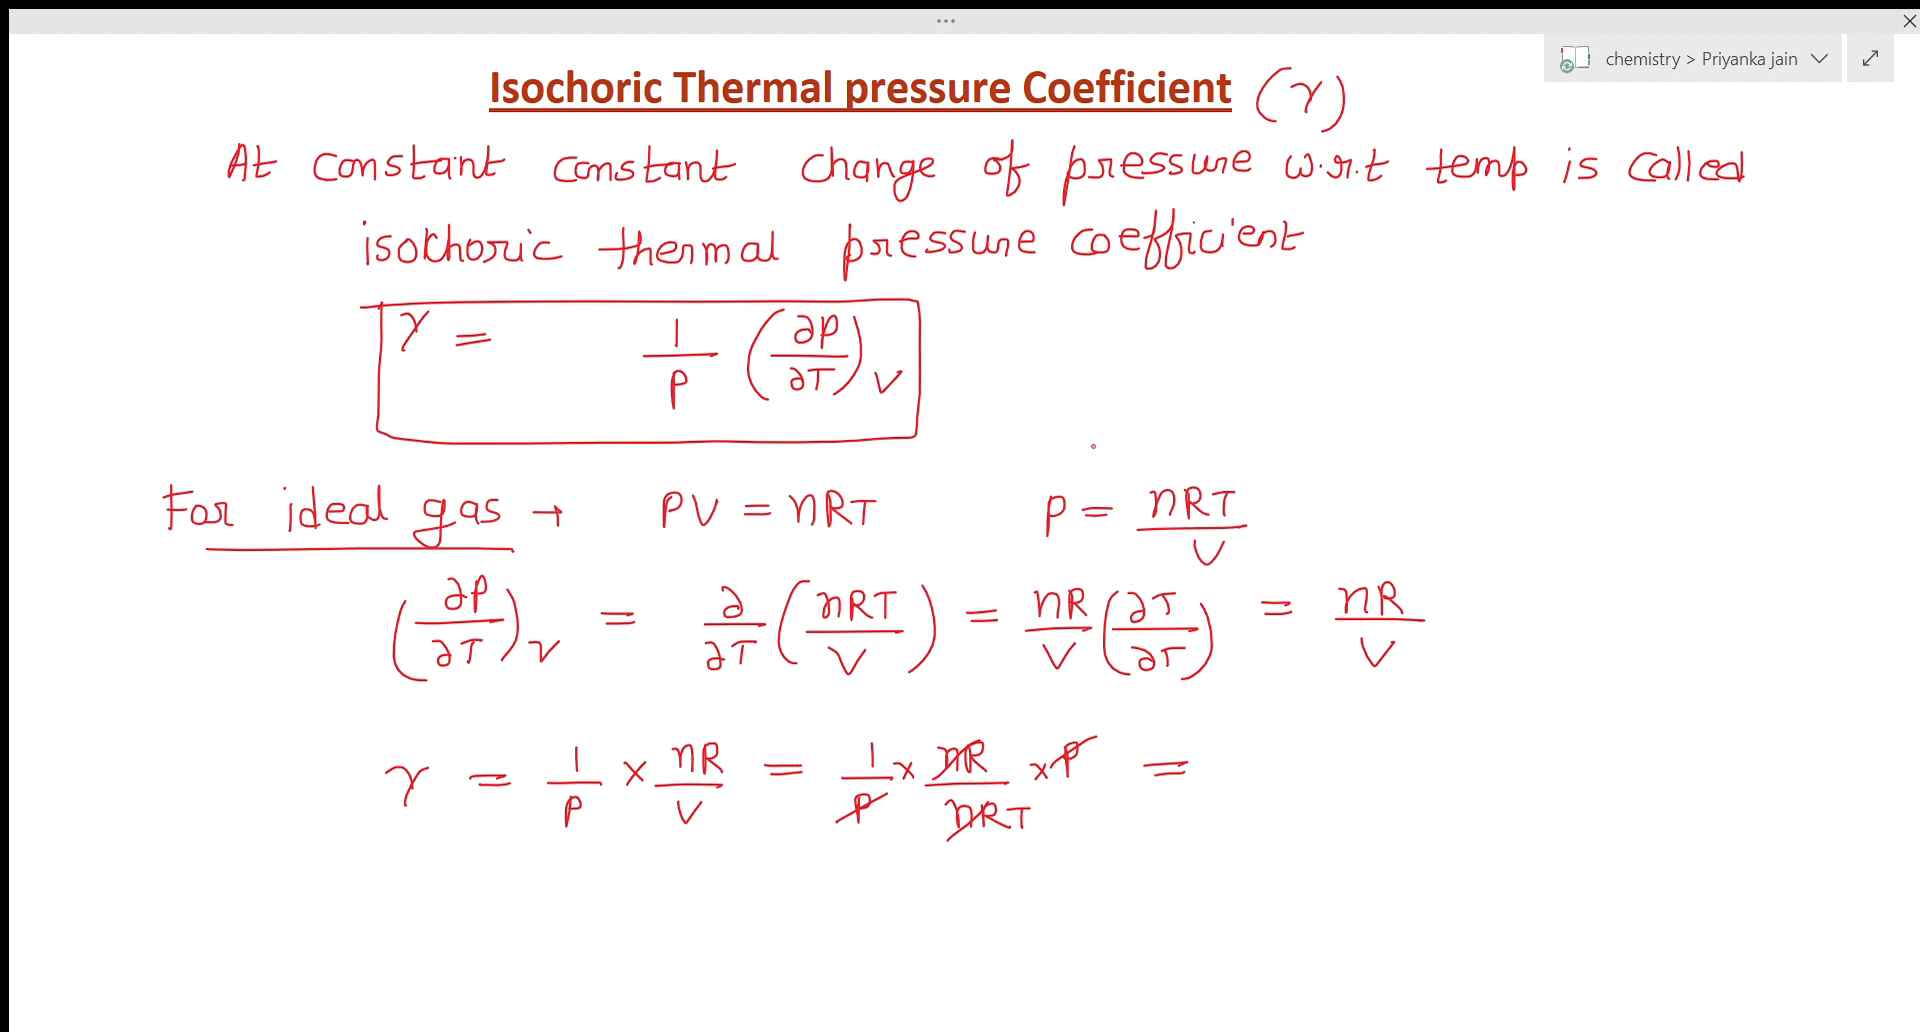 chemistry > Priyanka jain
Isochoric Thermal pressure Coefficient (γ)
At constant constant change of pressure w.r.t temp is called
isochoric thermal pressure coefficient
γ = 1/P (∂P/∂T)V
For ideal gas → PV = nRT P = nRT/V
(∂P/∂T)V = ∂/∂T (nRT/V) = nR/V (∂T/∂T) = nR/V
γ = 1/P × nR/V = 1/P × nR/nRT × P =